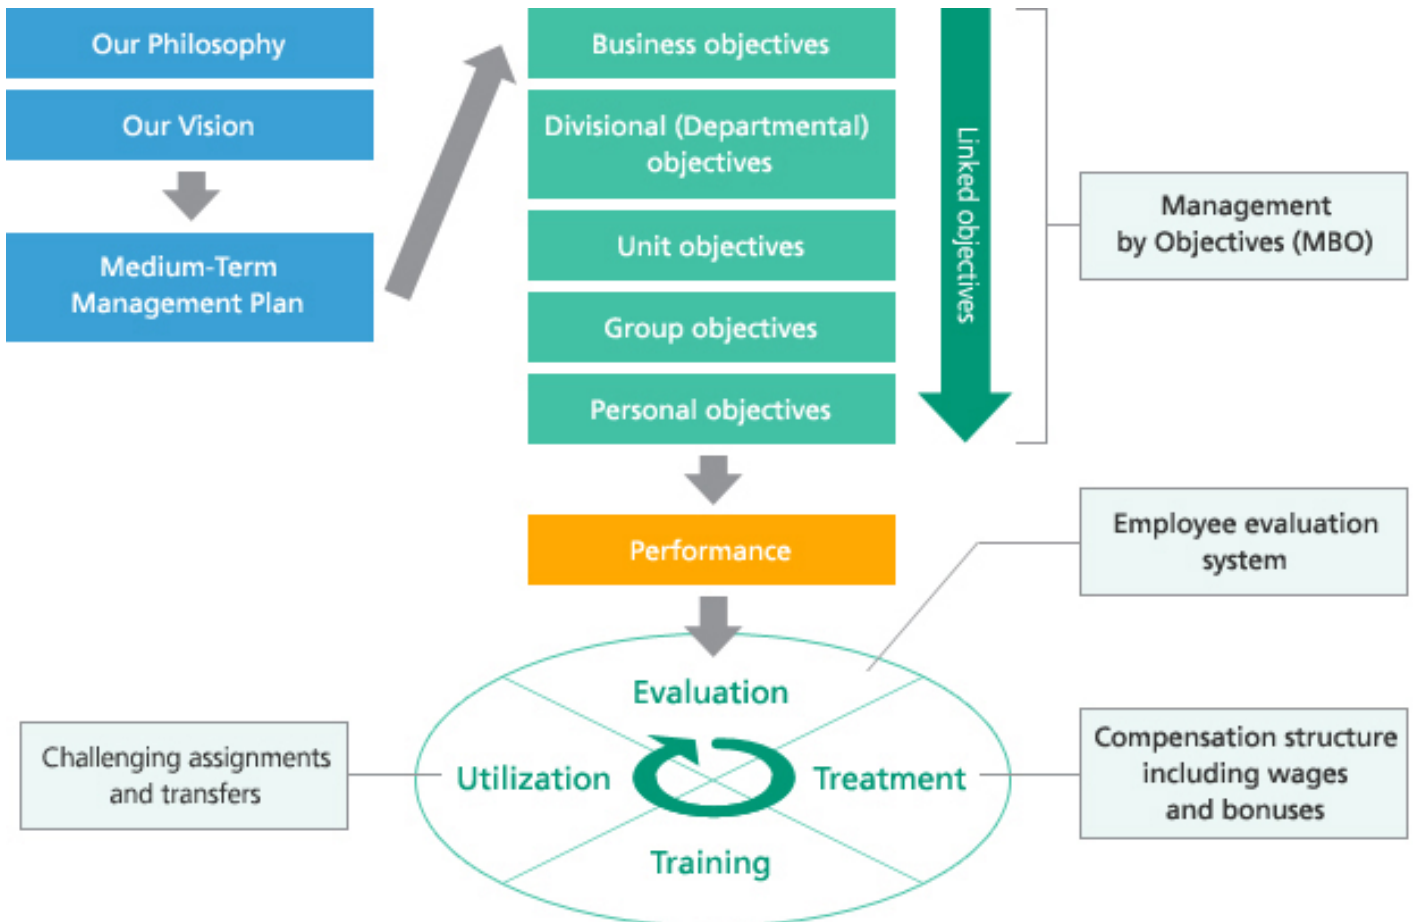 Our Philosophy
Our Vision
Medium-Term
Management Plan
Business objectives
Divisional (Departmental)
objectives
Unit objectives
Group objectives
Personal objectives
Linked objectives
Management
by Objectives (MBO)
Performance
Employee evaluation
system
Evaluation
Utilization
Treatment
Training
Challenging assignments
and transfers
Compensation structure
including wages
and bonuses